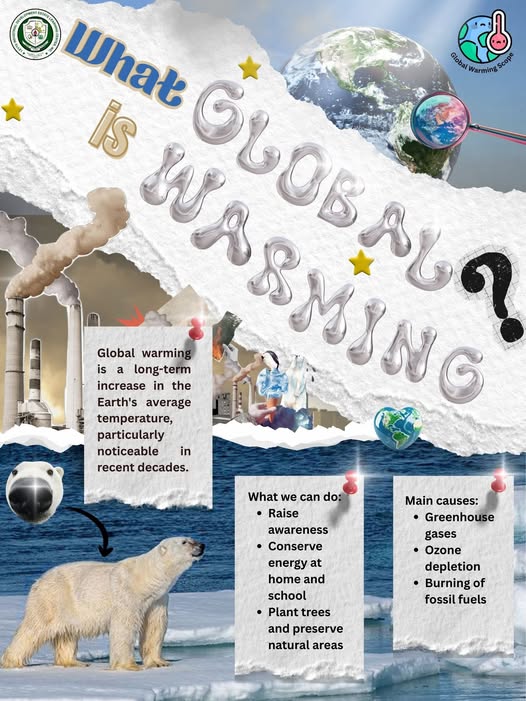 What
is
GLOBAL
WARMING
?
Global Warming Scope
Global warming
is a long-term
increase in the
Earth's average
temperature,
particularly
noticeable in
recent decades.
What we can do:
• Raise
awareness
• Conserve
energy at
home and
school
• Plant trees
and preserve
natural areas
Main causes:
• Greenhouse
gases
• Ozone
depletion
• Burning of
fossil fuels